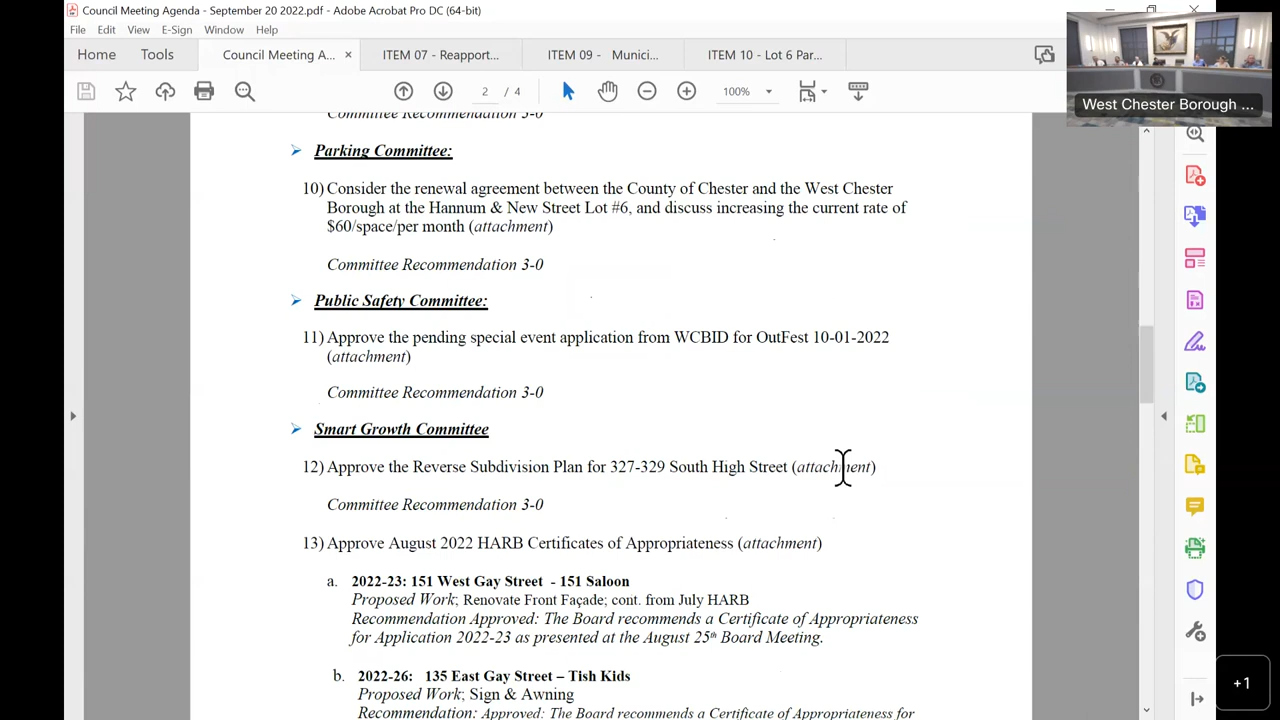 Council Meeting Agenda - September 20 2022.pdf - Adobe Acrobat Pro DC (64-bit)
File Edit View E-Sign Window Help
Home Tools Council Meeting A... × ITEM 07 - Reapport... ITEM 09 - Munici... ITEM 10 - Lot 6 Par...
2 / 4 100%
West Chester Borough ...
Committee Recommendation 3-0
Parking Committee:
10) Consider the renewal agreement between the County of Chester and the West Chester
Borough at the Hannum & New Street Lot #6, and discuss increasing the current rate of
$60/space/per month (attachment)
Committee Recommendation 3-0
Public Safety Committee:
11) Approve the pending special event application from WCBID for OutFest 10-01-2022
(attachment)
Committee Recommendation 3-0
Smart Growth Committee
12) Approve the Reverse Subdivision Plan for 327-329 South High Street (attachment)
Committee Recommendation 3-0
13) Approve August 2022 HARB Certificates of Appropriateness (attachment)
a. 2022-23: 151 West Gay Street - 151 Saloon
Proposed Work; Renovate Front Façade; cont. from July HARB
Recommendation Approved: The Board recommends a Certificate of Appropriateness
for Application 2022-23 as presented at the August 25th Board Meeting.
b. 2022-26: 135 East Gay Street – Tish Kids
Proposed Work; Sign & Awning
Recommendation: Approved: The Board recommends a Certificate of Appropriateness for
+1